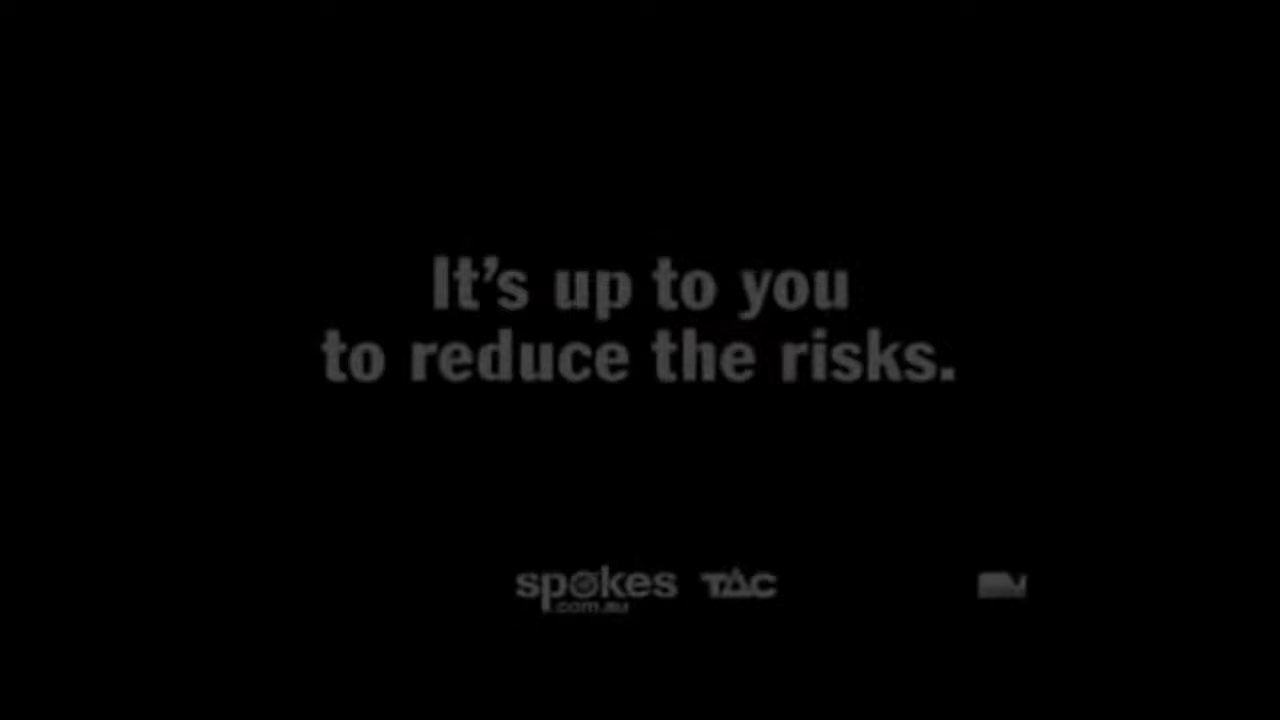 It's up to you
to reduce the risks.
spokes TAC
.com.au